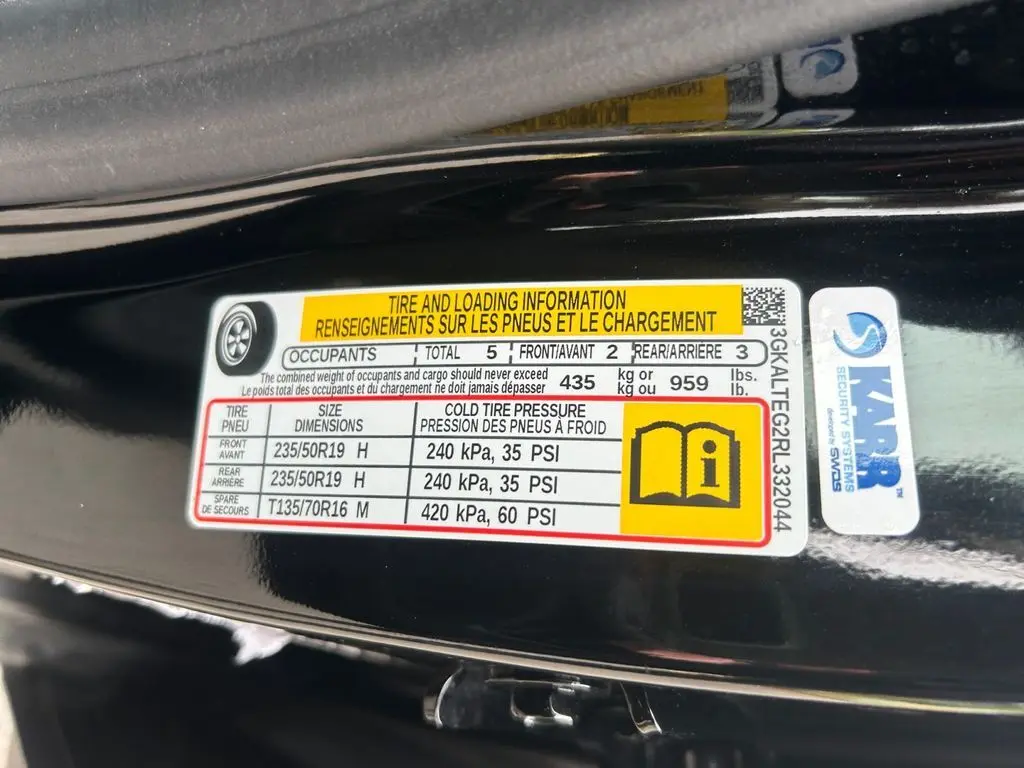 TIRE AND LOADING INFORMATION
RENSEIGNEMENTS SUR LES PNEUS ET LE CHARGEMENT
OCCUPANTS TOTAL 5 FRONT/AVANT 2 REAR/ARRIÈRE 3
The combined weight of occupants and cargo should never exceed 435 kg or 959 lbs.
Le poids total des occupants et du chargement ne doit jamais dépasser kg ou lb.
TIRE SIZE COLD TIRE PRESSURE
PNEU DIMENSIONS PRESSION DES PNEUS À FROID
FRONT
AVANT 235/50R19 H 240 kPa, 35 PSI
REAR
ARRIÈRE 235/50R19 H 240 kPa, 35 PSI
SPARE
DE SECOURS T135/70R16 M 420 kPa, 60 PSI
3GKALTEG2RL332044
KARR™
SECURITY SYSTEMS
developed by SWDS